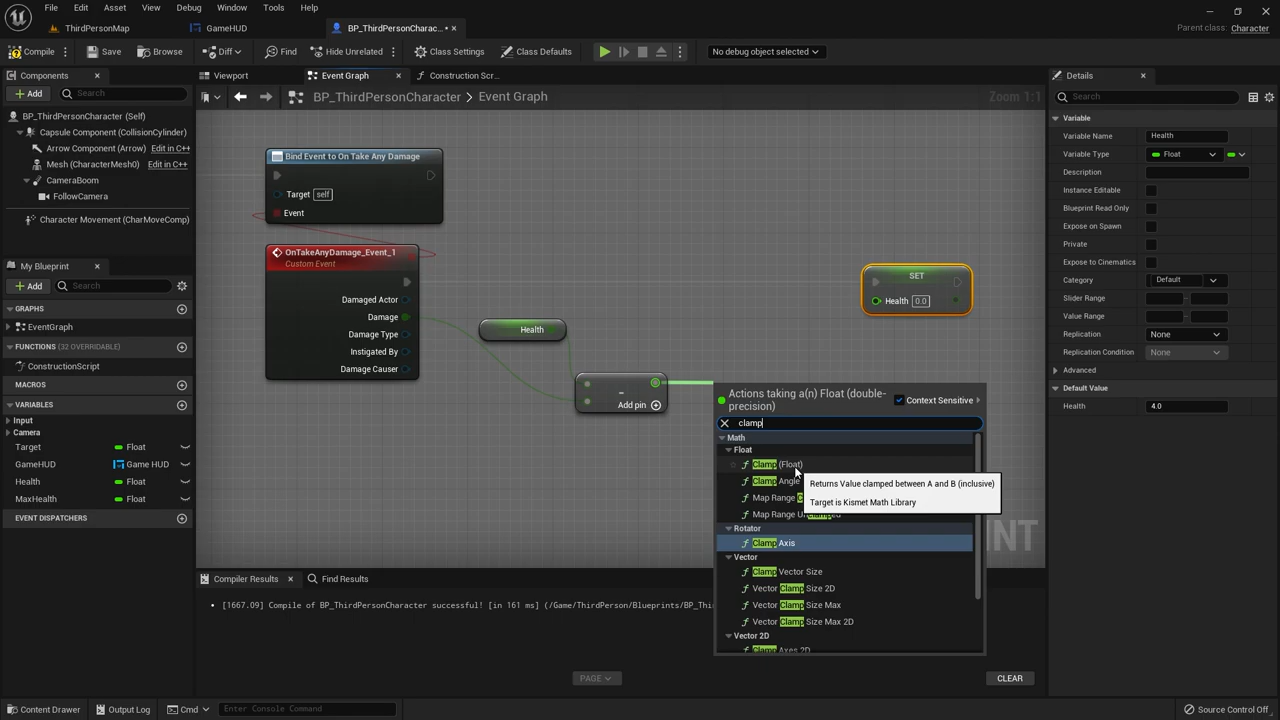 File Edit Asset View Debug Window Tools Help
ThirdPersonMap GameHUD BP_ThirdPersonCharac... Parent class: Character
Compile Save Browse Diff Find Hide Unrelated Class Settings Class Defaults No debug object selected
Components
Add Search
BP_ThirdPersonCharacter (Self)
Capsule Component (CollisionCylinder)
Arrow Component (Arrow) Edit in C++
Mesh (CharacterMesh0) Edit in C++
CameraBoom
FollowCamera
Character Movement (CharMoveComp)
My Blueprint
Add Search
GRAPHS
EventGraph
FUNCTIONS (32 OVERRIDABLE)
ConstructionScript
MACROS
VARIABLES
Input
Camera
Target Float
GameHUD Game HUD
Health Float
MaxHealth Float
EVENT DISPATCHERS
Viewport Event Graph Construction Scr...
BP_ThirdPersonCharacter > Event Graph Zoom 1:1
Bind Event to On Take Any Damage
Target self
Event
OnTakeAnyDamage_Event_1
Custom Event
Damaged Actor
Damage
Damage Type
Instigated By
Damage Causer
Health
-
Add pin
SET
Health 0.0
Actions taking a(n) Float (double-
precision) Context Sensitive
clamp
Math
Float
Clamp (Float)
Clamp Angle
Map Range C
Map Range U
Rotator
Clamp Axis
Vector
Clamp Vector Size
Vector Clamp Size 2D
Vector Clamp Size Max
Vector Clamp Size Max 2D
Vector 2D
Clamp Axes 2D
Returns Value clamped between A and B (inclusive)
Target is Kismet Math Library
INT
Compiler Results Find Results
[1667.09] Compile of BP_ThirdPersonCharacter successful! [in 161 ms] (/Game/ThirdPerson/Blueprints/BP_Thi
PAGE CLEAR
Details
Search
Variable
Variable Name Health
Variable Type Float
Description
Instance Editable
Blueprint Read Only
Expose on Spawn
Private
Expose to Cinematics
Category Default
Slider Range
Value Range
Replication None
Replication Condition None
Advanced
Default Value
Health 4.0
Content Drawer Output Log Cmd Enter Console Command Source Control Off